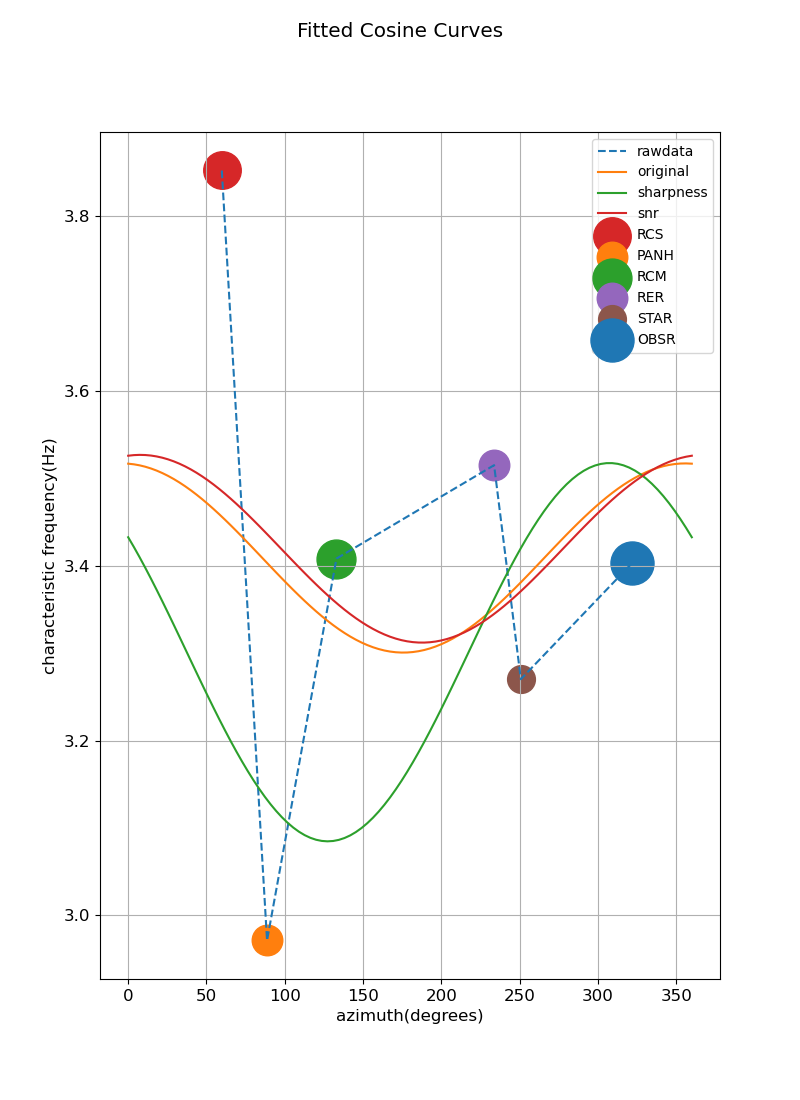 Fitted Cosine Curves
rawdata
original
sharpness
snr
RCS
PANH
RCM
RER
STAR
OBSR
characteristic frequency(Hz)
3.8
3.6
3.4
3.2
3.0
0 50 100 150 200 250 300 350
azimuth(degrees)